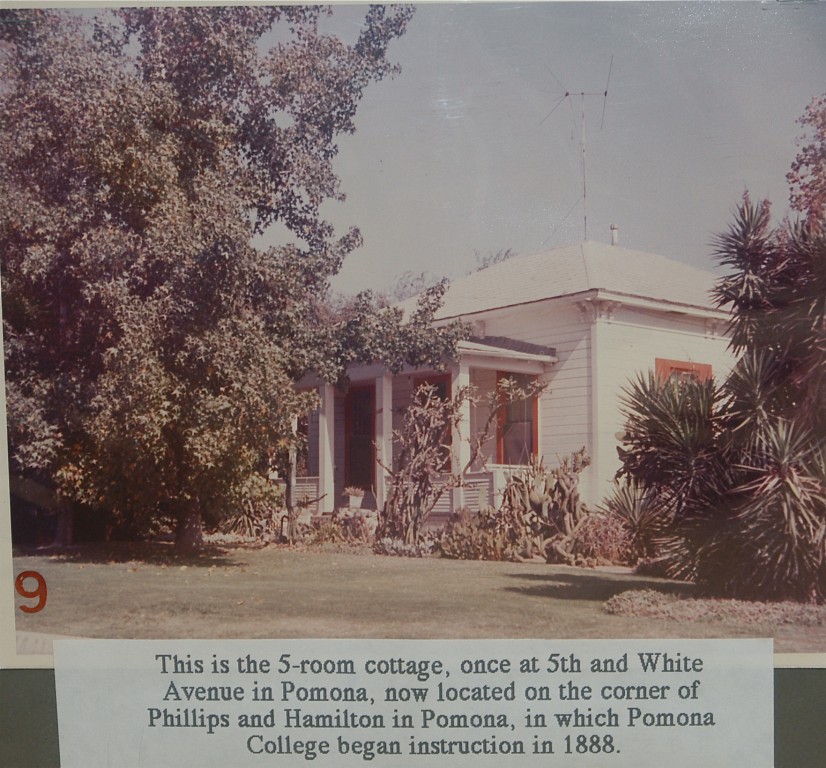 9
This is the 5-room cottage, once at 5th and White
Avenue in Pomona, now located on the corner of
Phillips and Hamilton in Pomona, in which Pomona
College began instruction in 1888.